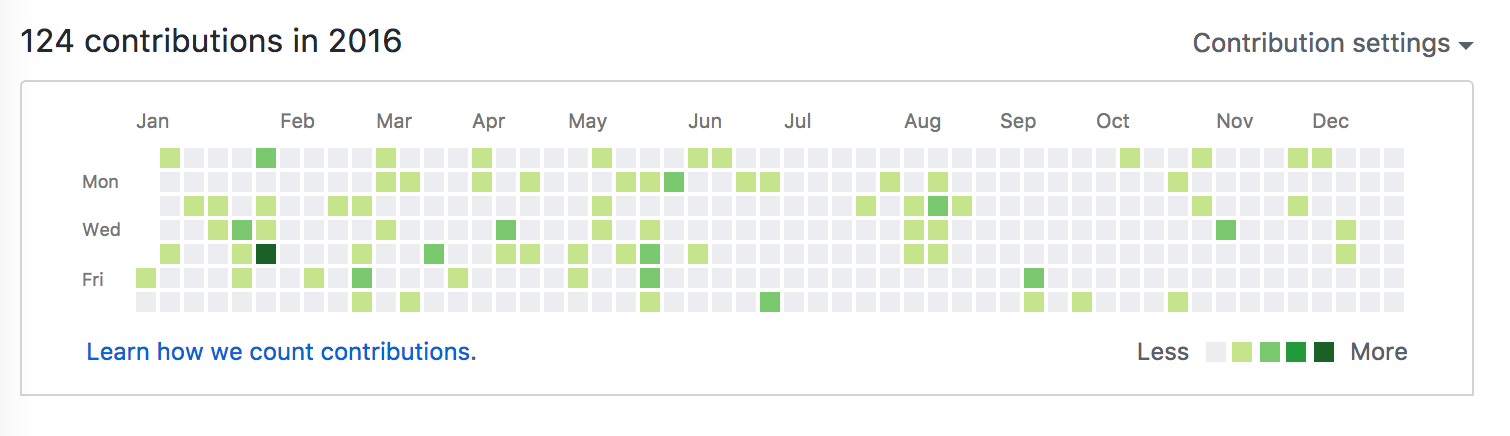 124 contributions in 2016
Contribution settings
Jan Feb Mar Apr May Jun Jul Aug Sep Oct Nov Dec
Mon
Wed
Fri
Learn how we count contributions.
Less More